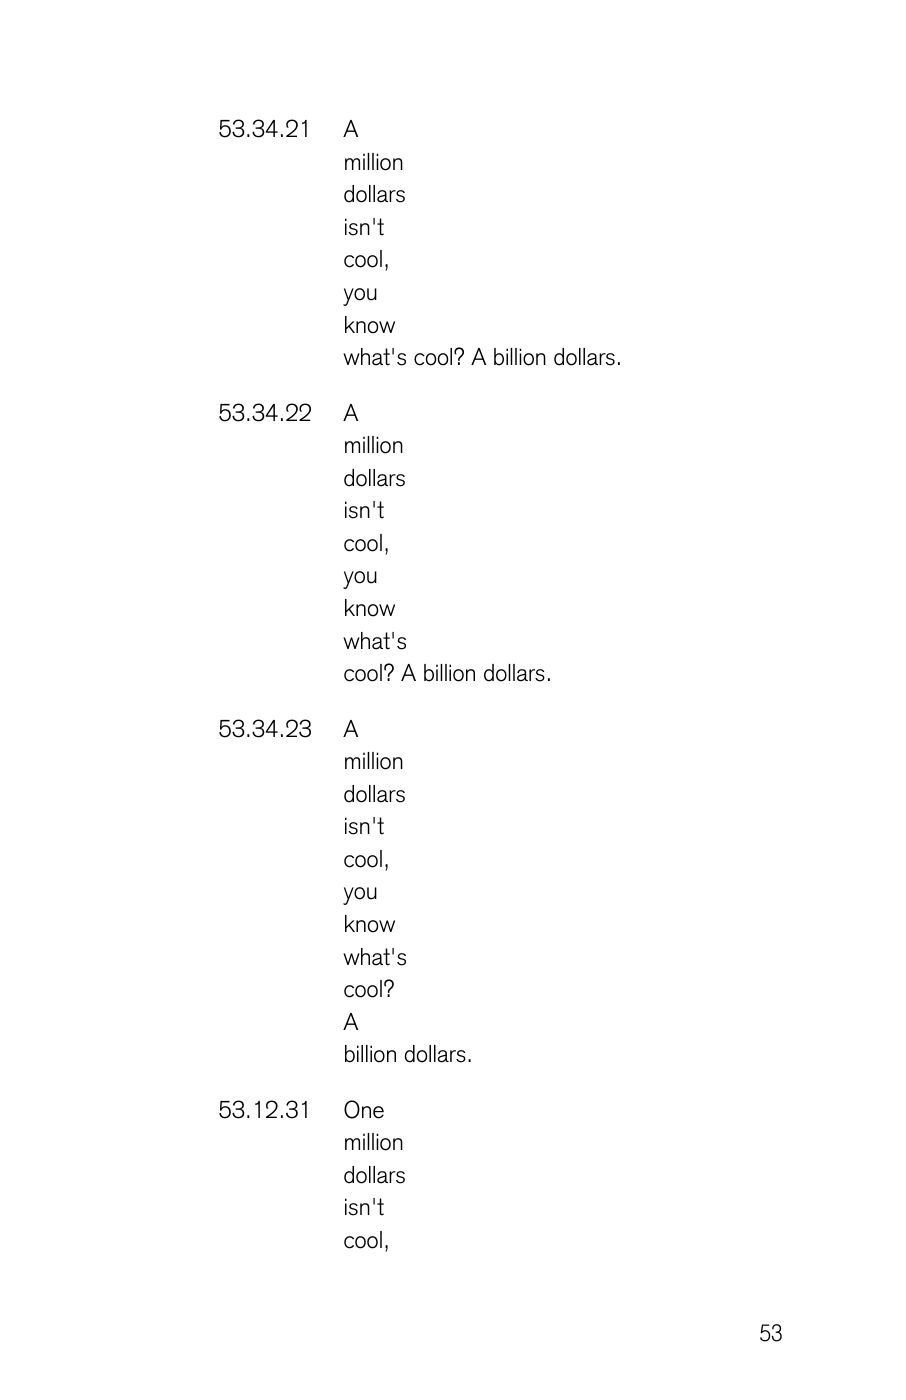 53.34.21 A
million
dollars
isn't
cool,
you
know
what's cool? A billion dollars.
53.34.22 A
million
dollars
isn't
cool,
you
know
what's
cool? A billion dollars.
53.34.23 A
million
dollars
isn't
cool,
you
know
what's
cool?
A
billion dollars.
53.12.31 One
million
dollars
isn't
cool,
53